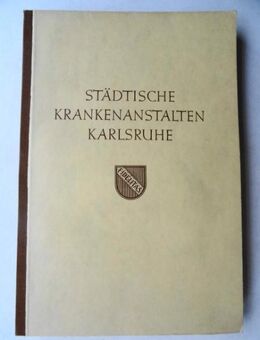 STÄDTISCHE
KRANKENANSTALTEN
KARLSRUHE
FIDELITAS